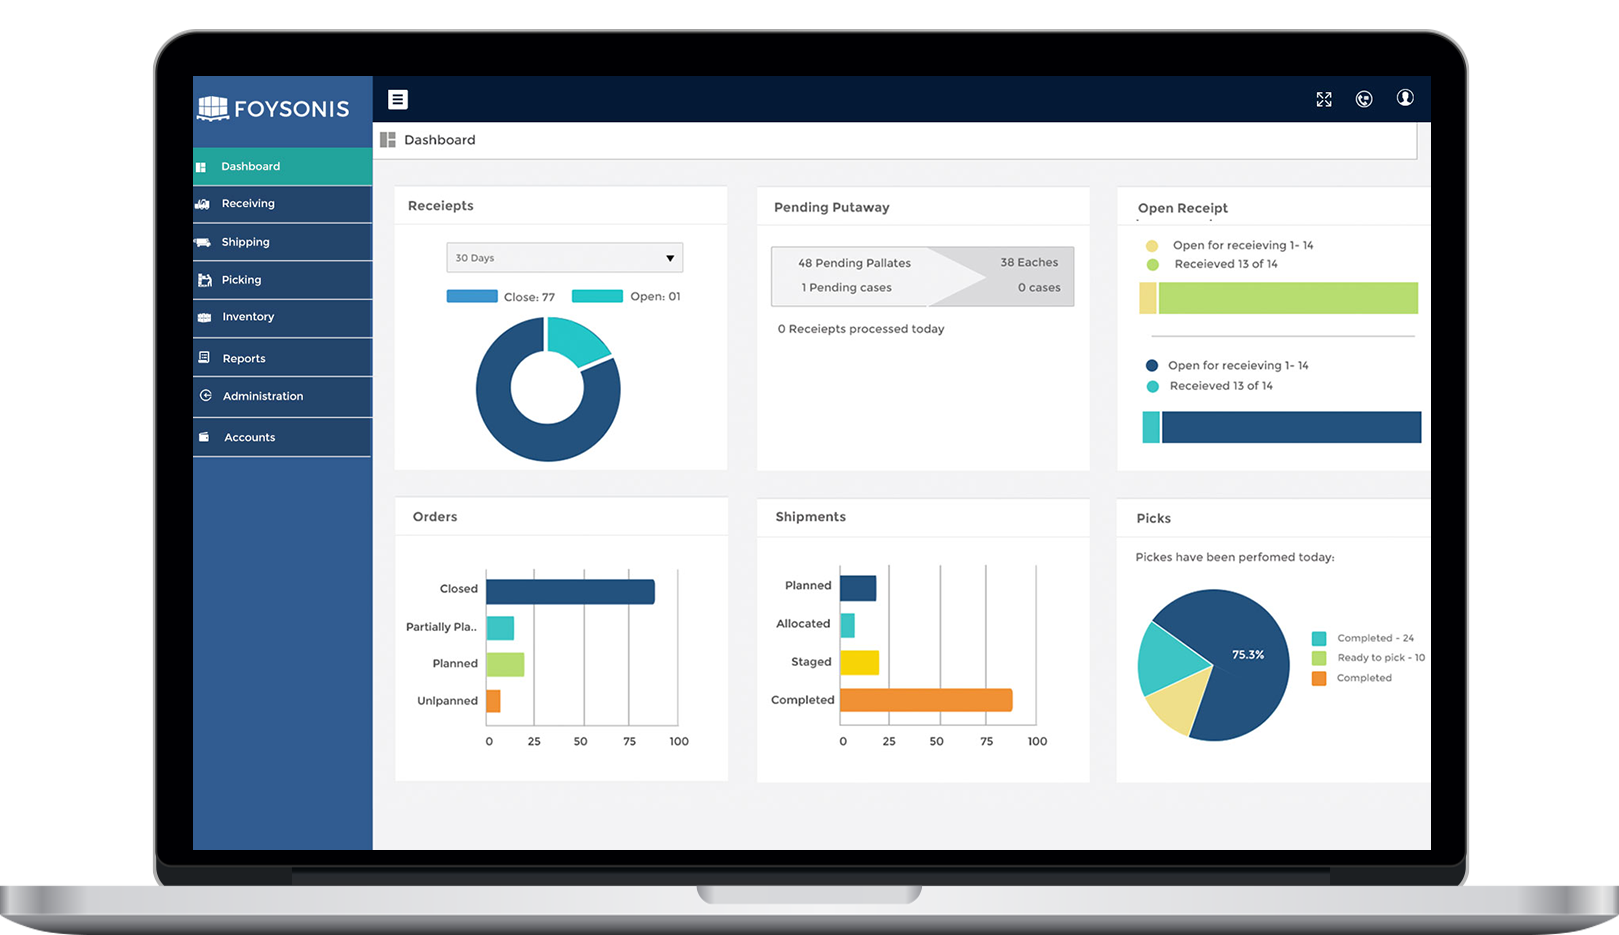 FOYSONIS
Dashboard
Receiving
Shipping
Picking
Inventory
Reports
Administration
Accounts
Dashboard
Receiepts
30 Days
Close: 77 Open: 01
Pending Putaway
48 Pending Pallates 38 Eaches
1 Pending cases 0 cases
0 Receiepts processed today
Open Receipt
Open for receieving 1- 14
Receieved 13 of 14
Open for receieving 1- 14
Receieved 13 of 14
Orders
Closed
Partially Pla..
Planned
Unlpanned
0 25 50 75 100
Shipments
Planned
Allocated
Staged
Completed
0 25 50 75 100
Picks
Pickes have been perfomed today:
75.3%
Completed - 24
Ready to pick - 10
Completed